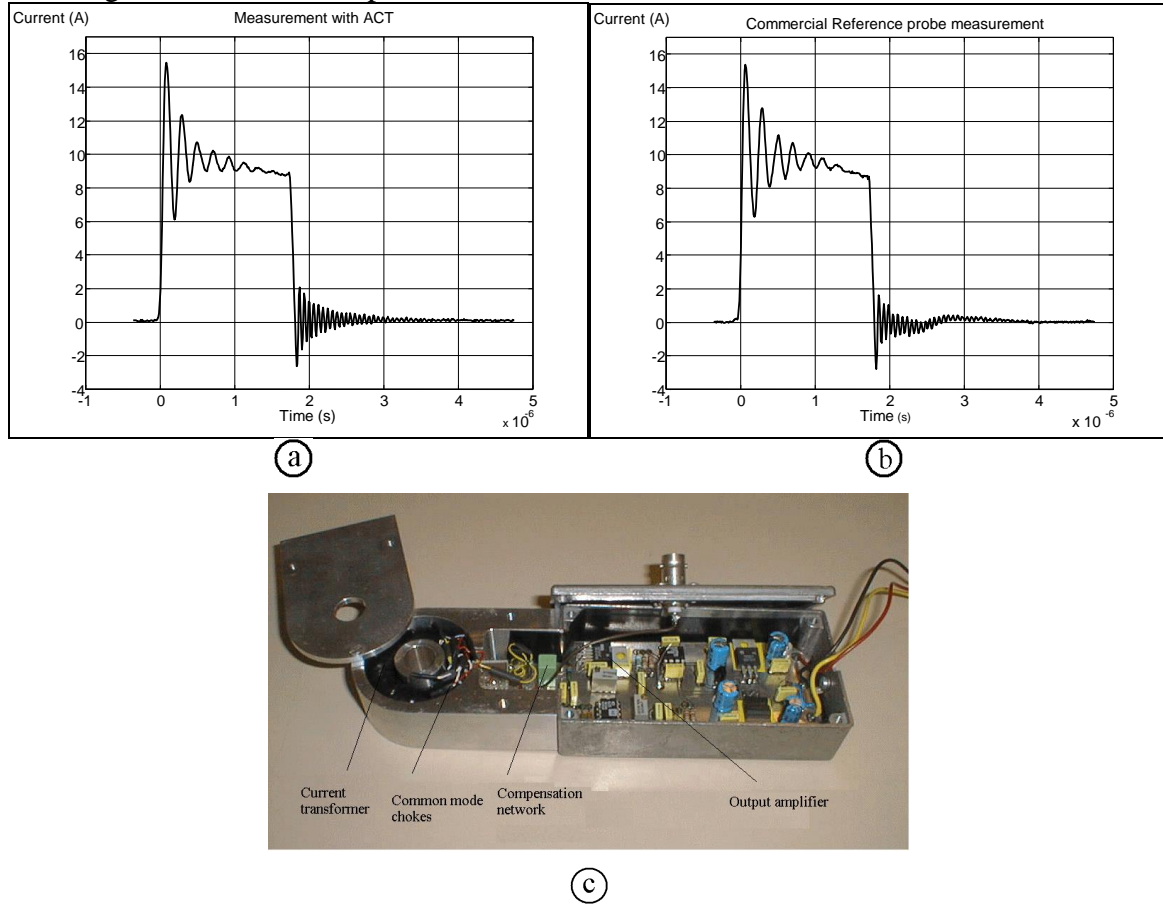 Current (A)
Measurement with ACT
16
14
12
10
8
6
4
2
0
-2
-4
-1
0
1
2
3
4
5
Time (s)
x 10
-6
Current (A)
Commercial Reference probe measurement
16
14
12
10
8
6
4
2
0
-2
-4
-1
0
1
2
3
4
5
Time (s)
x 10
-6
a
b
Current
transformer
Common mode
chokes
Compensation
network
Output amplifier
c